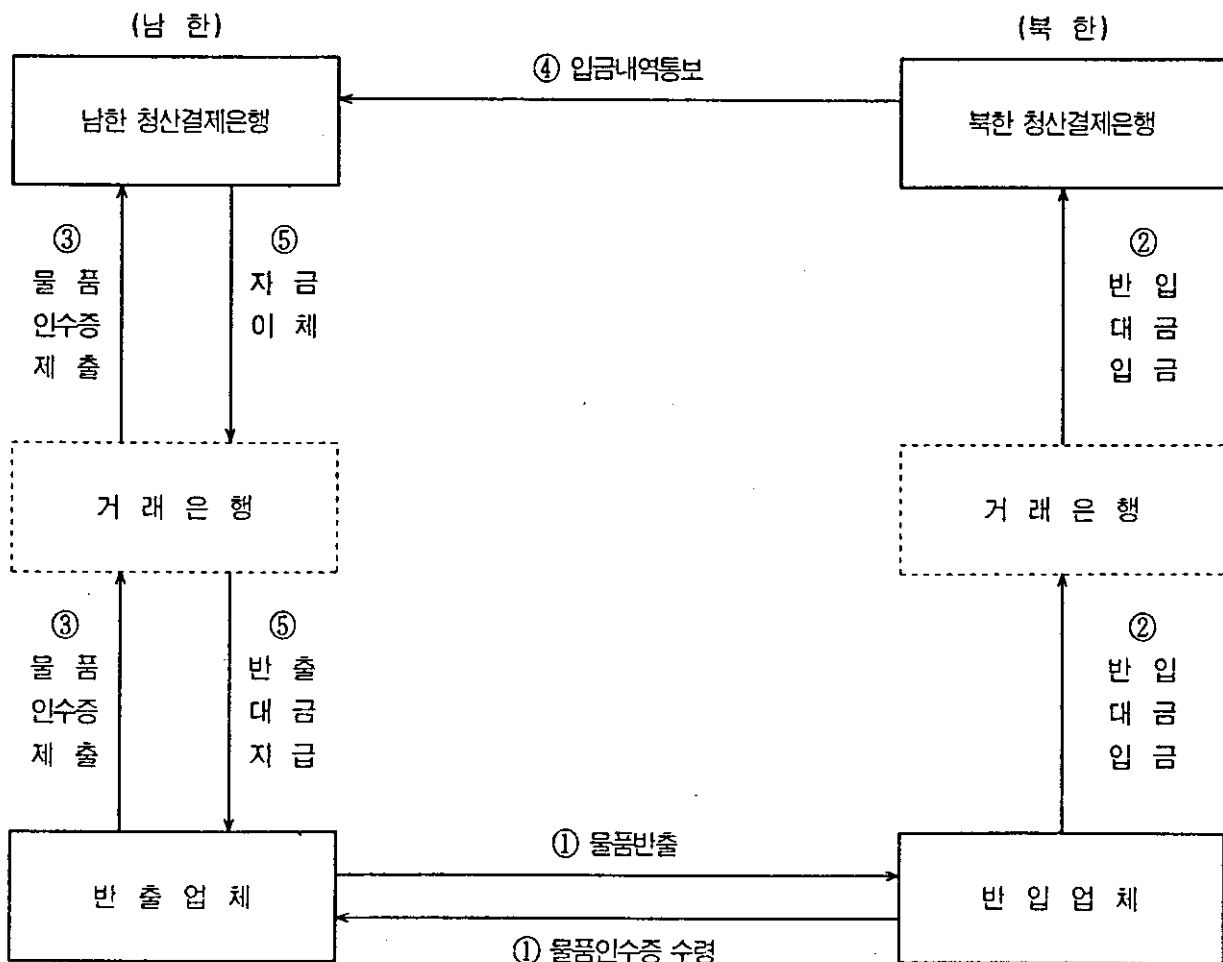 (남 한)
(북 한)
④ 입금내역통보
남한 청산결제은행
북한 청산결제은행
③
물 품
인수증
제 출
⑤
자 금
이 체
②
반 입
대 금
입 금
거 래 은 행
거 래 은 행
③
물 품
인수증
제 출
⑤
반 출
대 금
지 급
②
반 입
대 금
입 금
① 물품반출
반 출 업 체
반 입 업 체
① 물품인수증 수령